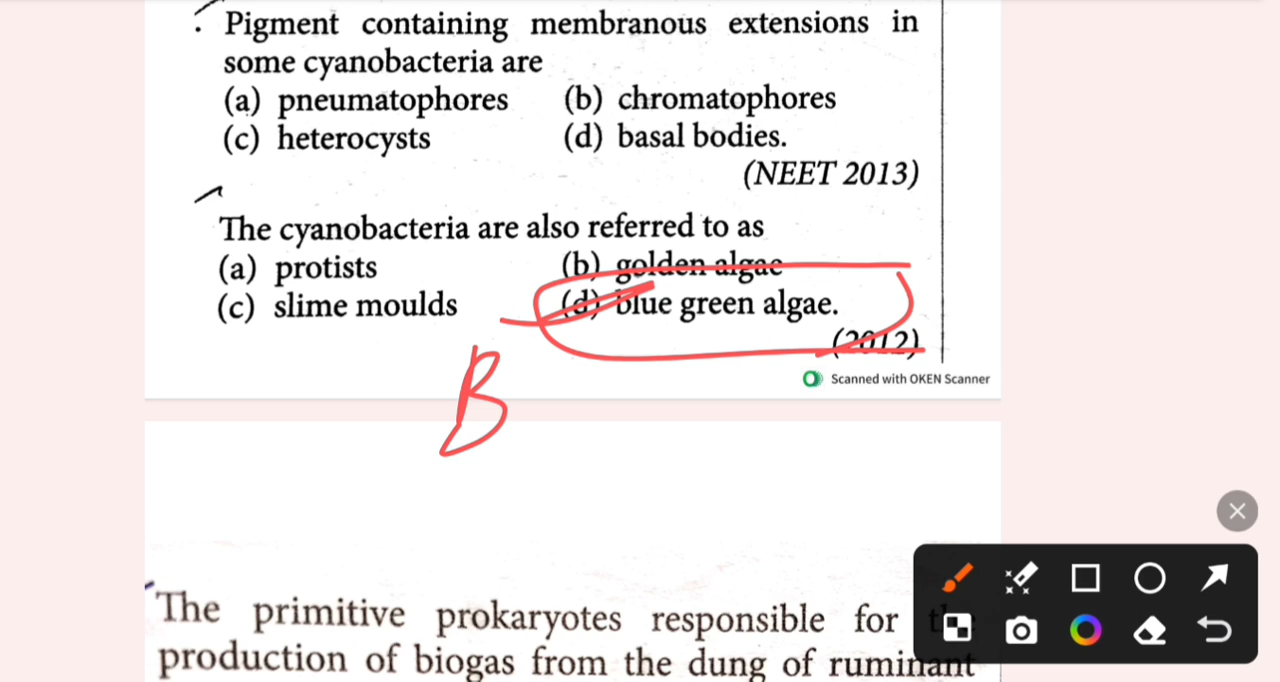 Pigment containing membranous extensions in
some cyanobacteria are
(a) pneumatophores (b) chromatophores
(c) heterocysts (d) basal bodies.
(NEET 2013)
The cyanobacteria are also referred to as
(a) protists (b) golden algae
(c) slime moulds (d) blue green algae.
(2012)
B
Scanned with OKEN Scanner
The primitive prokaryotes responsible for
production of biogas from the dung of ruminant